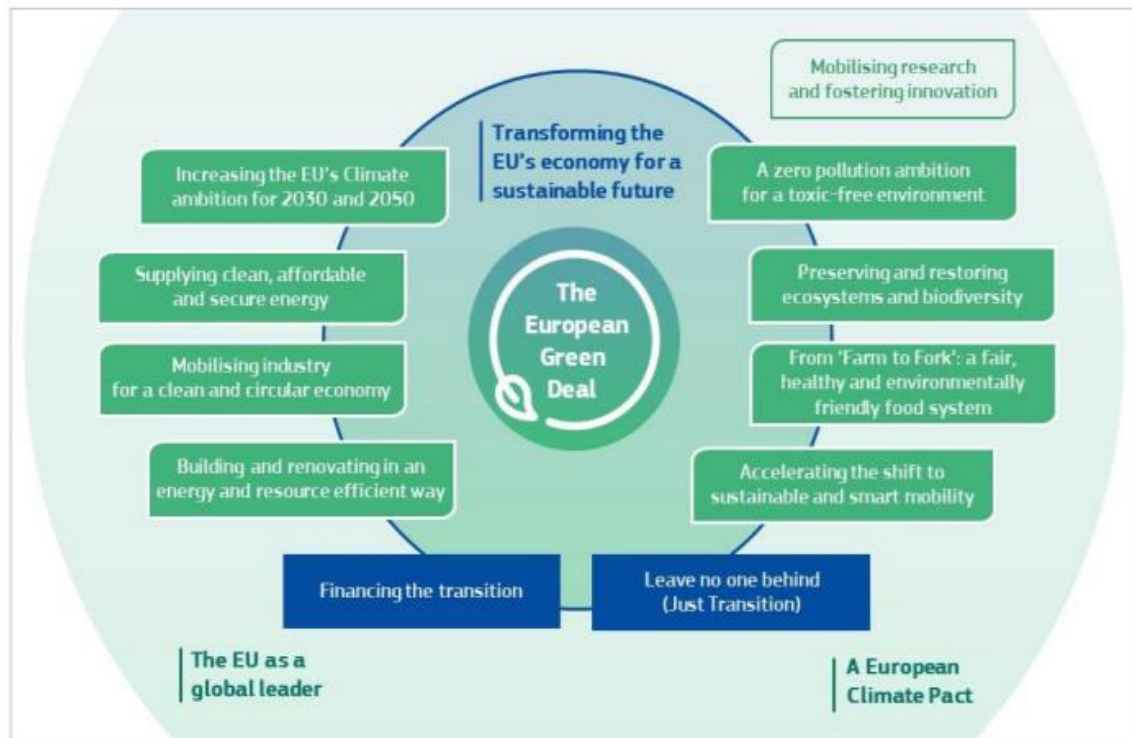 Mobilising research
and fostering innovation
Transforming the
EU's economy for a
sustainable future
Increasing the EU's Climate
ambition for 2030 and 2050
A zero pollution ambition
for a toxic-free environment
Supplying clean, affordable
and secure energy
Preserving and restoring
ecosystems and biodiversity
The
European
Green
Deal
Mobilising industry
for a clean and circular economy
From 'Farm to Fork': a fair,
healthy and environmentally
friendly food system
Building and renovating in an
energy and resource efficient way
Accelerating the shift to
sustainable and smart mobility
Financing the transition
Leave no one behind
(Just Transition)
The EU as a
global leader
A European
Climate Pact